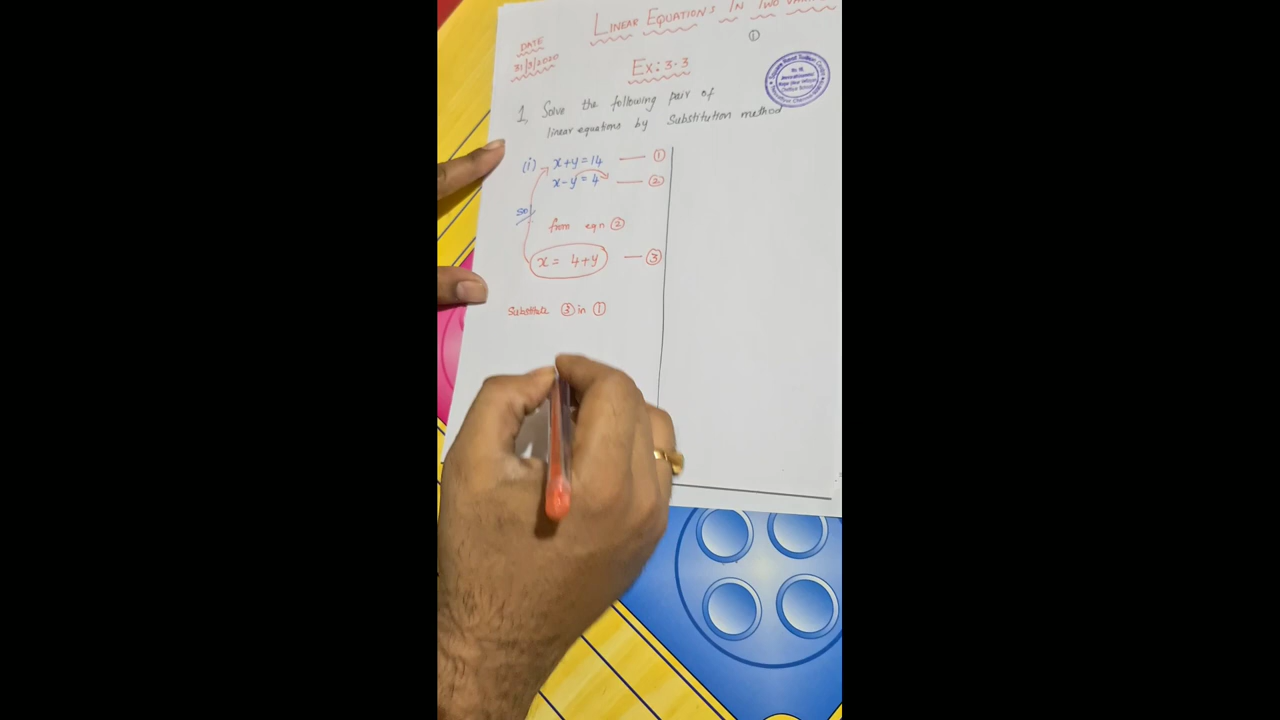 LINEAR EQUATIONS IN TWO
①
DATE
31/3/2020
Ex: 3.3
1. Solve the following pair of
linear equations by Substitution method
(i) x+y=14 —— ①
x-y=4 —— ②
sol
from eqn ②
x = 4+y —— ③
Substitute ③ in ①